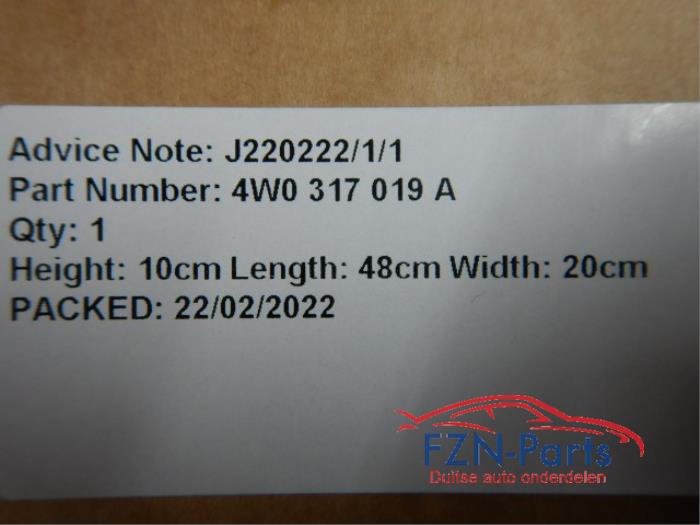 Advice Note: J220222/1/1
Part Number: 4W0 317 019 A
Qty: 1
Height: 10cm Length: 48cm Width: 20cm
PACKED: 22/02/2022
FZN-Parts
Duitse auto onderdelen